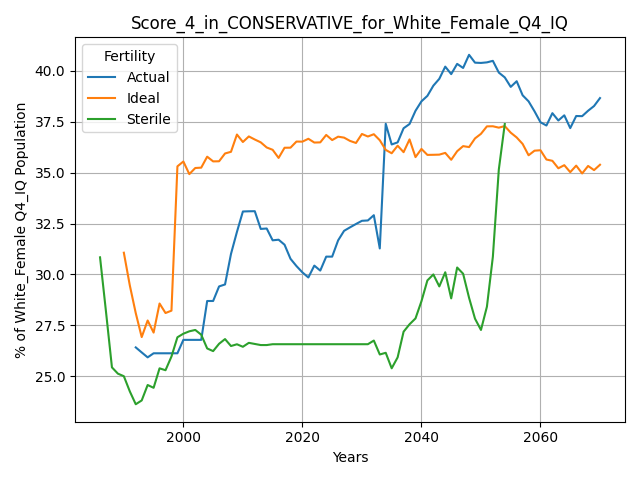 Score_4_in_CONSERVATIVE_for_White_Female_Q4_IQ
% of White_Female Q4_IQ Population
40.0
37.5
35.0
32.5
30.0
27.5
25.0
Fertility
Actual
Ideal
Sterile
2000 2020 2040 2060
Years